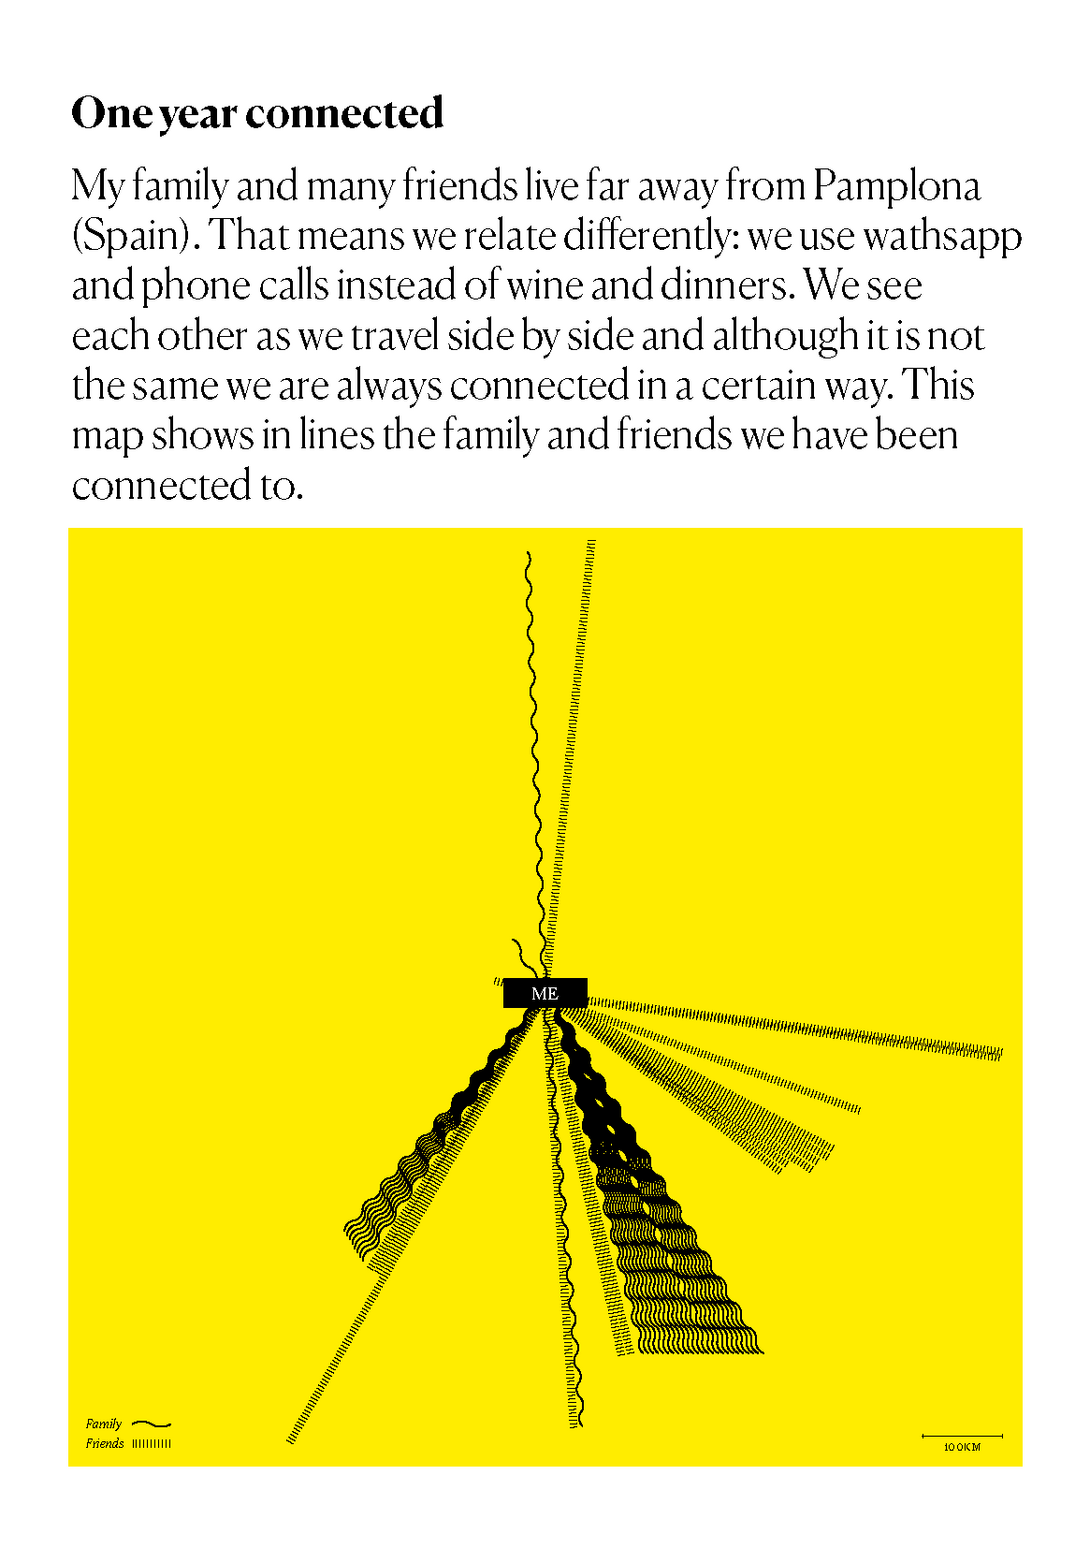 One year connected
My family and many friends live far away from Pamplona
(Spain). That means we relate differently: we use wathsapp
and phone calls instead of wine and dinners. We see
each other as we travel side by side and although it is not
the same we are always connected in a certain way. This
map shows in lines the family and friends we have been
connected to.
ME
Family
Friends
100KM